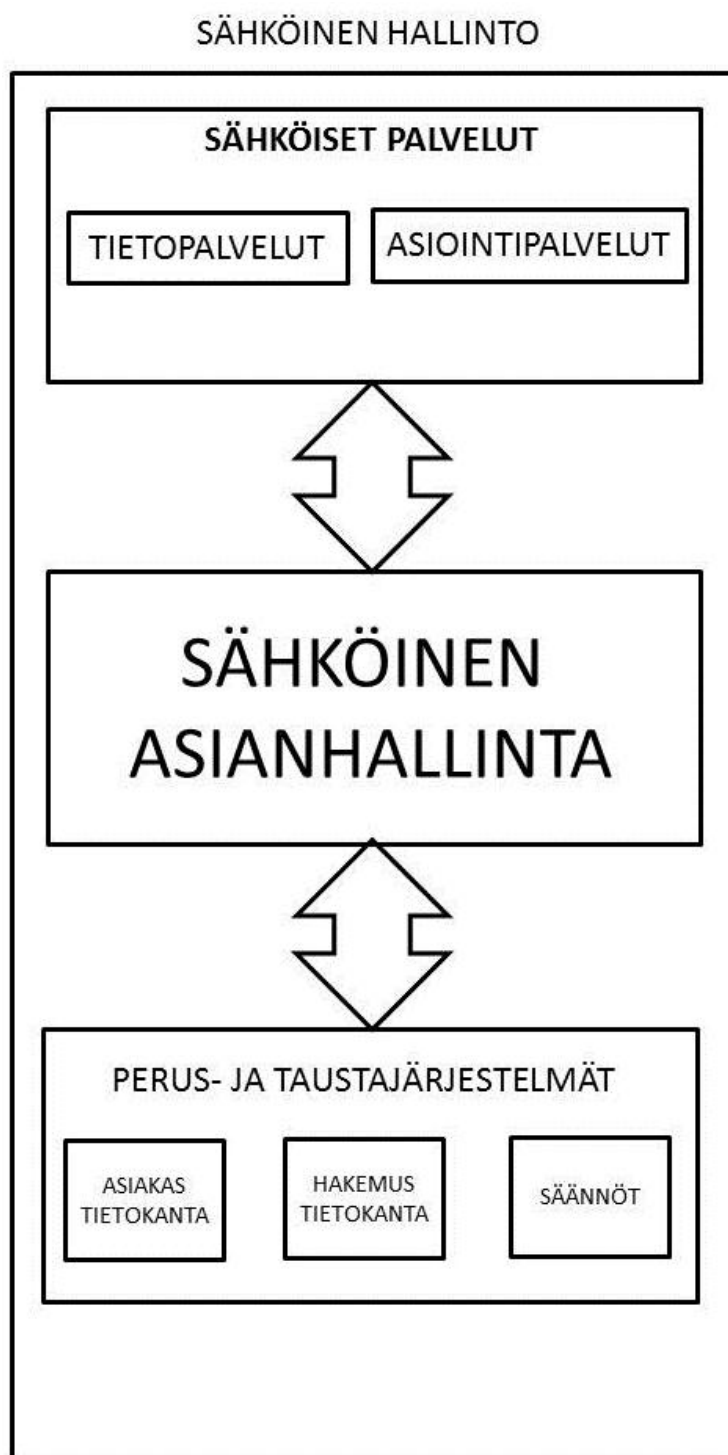 SÄHKÖINEN HALLINTO
SÄHKÖISET PALVELUT
TIETOPALVELUT
ASIOINTIPALVELUT
SÄHKÖINEN
ASIANHALLINTA
PERUS- JA TAUSTAJÄRJESTELMÄT
ASIAKAS
TIETOKANTA
HAKEMUS
TIETOKANTA
SÄÄNNÖT